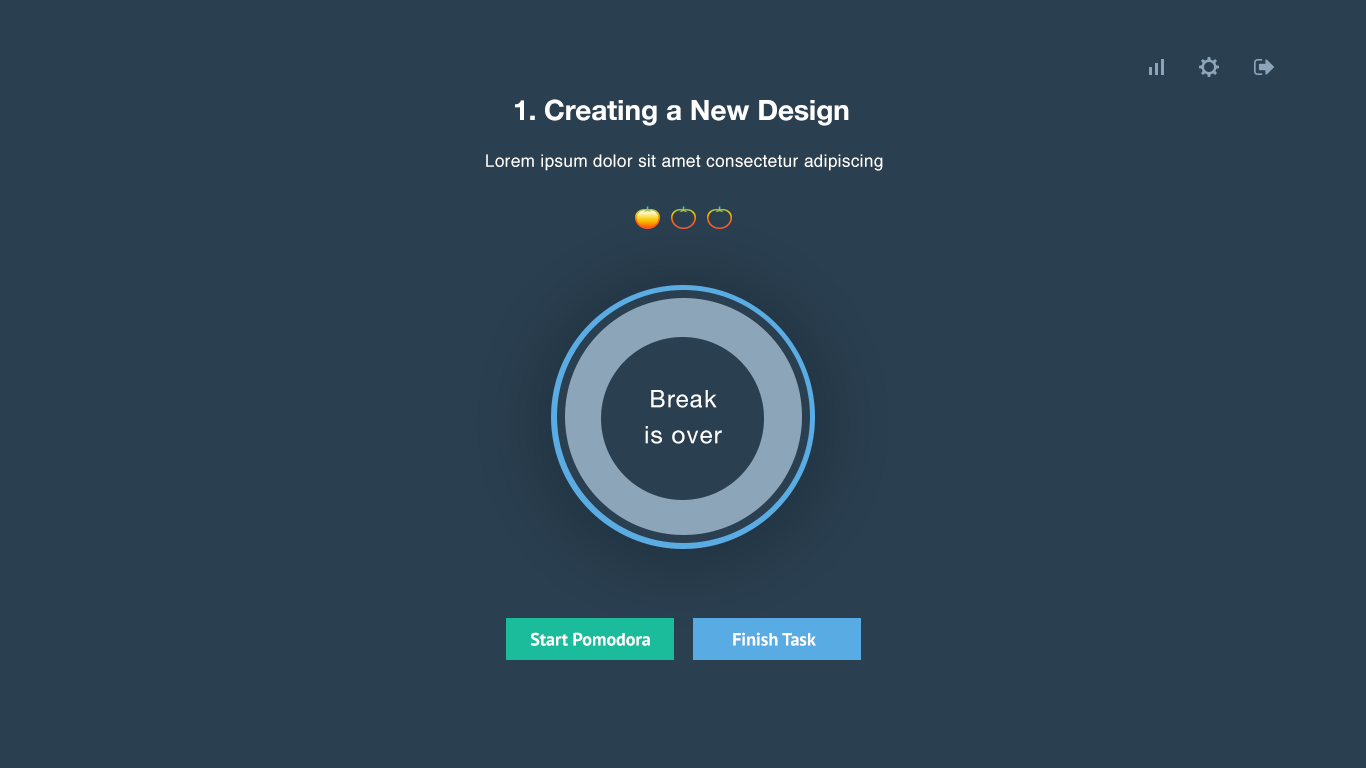 1. Creating a New Design
Lorem ipsum dolor sit amet consectetur adipiscing
Break
is over
Start Pomodora
Finish Task